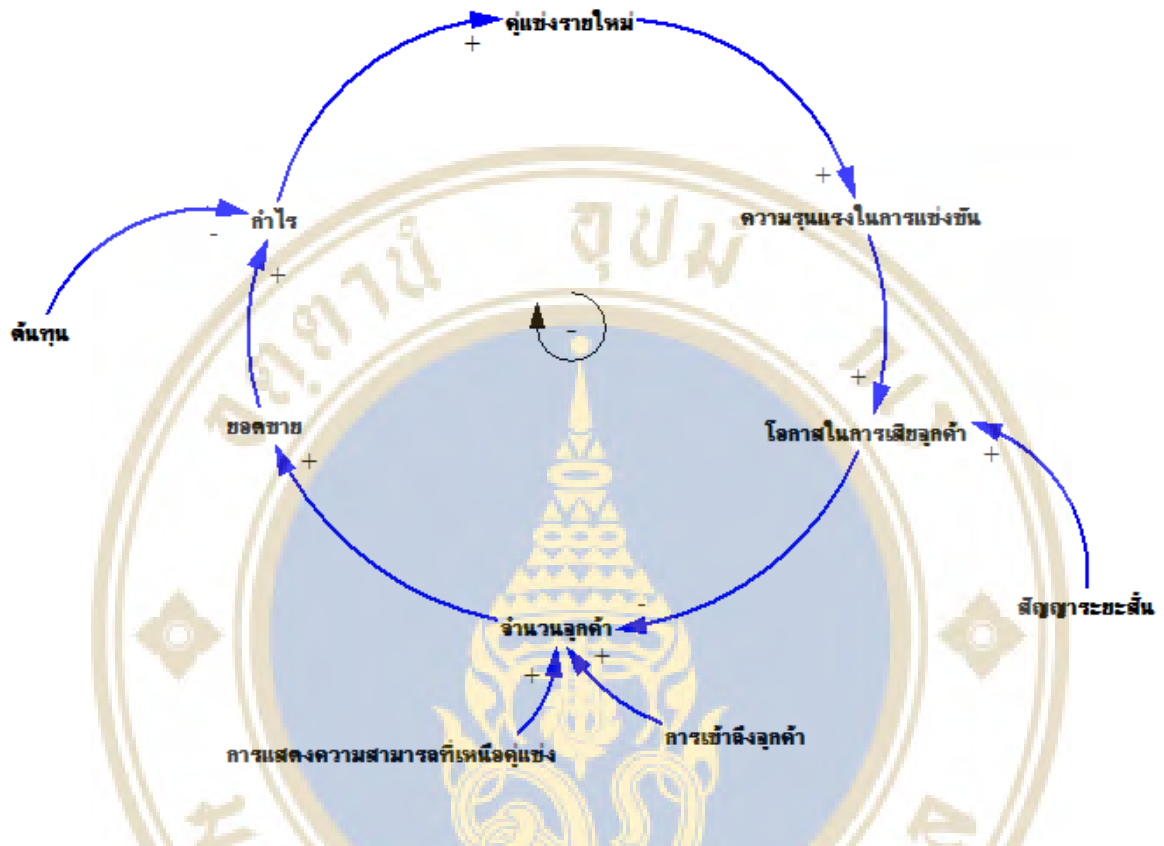 คู่แข่งรายใหม่
+
+
ความรุนแรงในการแข่งขัน
กำไร
-
+
ต้นทุน
-
+
โอกาสในการเสียลูกค้า
+
ยอดขาย
+
สัญญาระยะสั้น
-
จำนวนลูกค้า
+
+
การเข้าถึงลูกค้า
การแสดงความสามารถที่เหนือคู่แข่ง